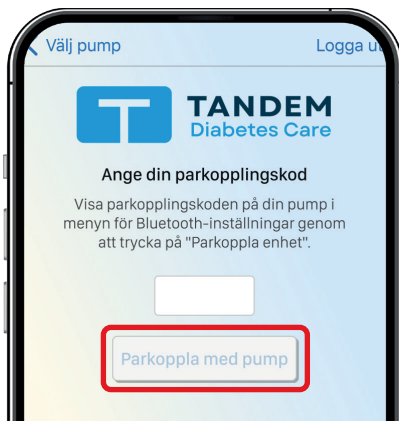 Välj pump
Logga u
TANDEM
Diabetes Care
Ange din parkopplingskod
Visa parkopplingskoden på din pump i
menyn för Bluetooth-inställningar genom
att trycka på "Parkoppla enhet".
Parkoppla med pump